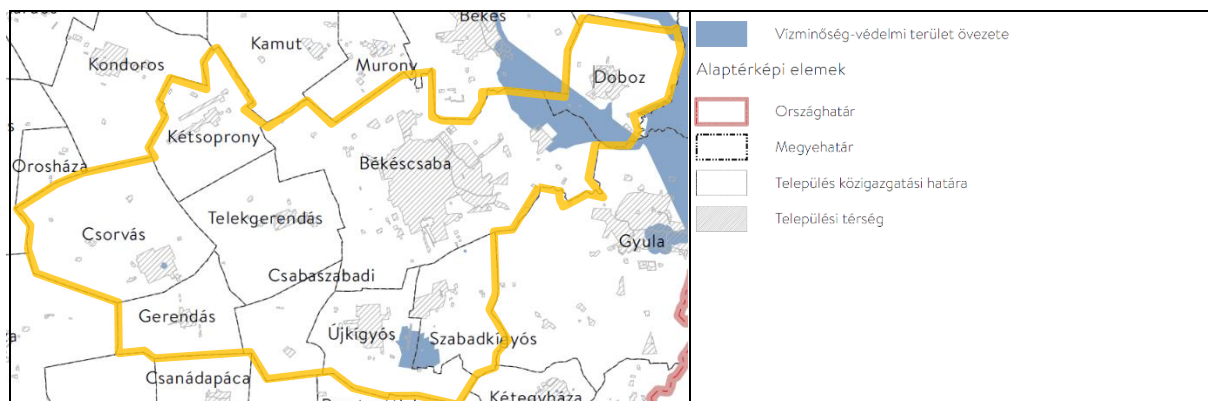 Békés
Kamut
Kondoros
Murony
Doboz
Kétsoprony
Orosháza
Békéscsaba
Telekgerendás
Csorvás
Gyula
Csabaszabadi
Gerendás
Újkígyós
Szabadkígyós
Csanádapáca
Kétegyháza
Vízminőség-védelmi terület övezete
Alaptérképi elemek
Országhatár
Megyehatár
Település közigazgatási határa
Települési térség